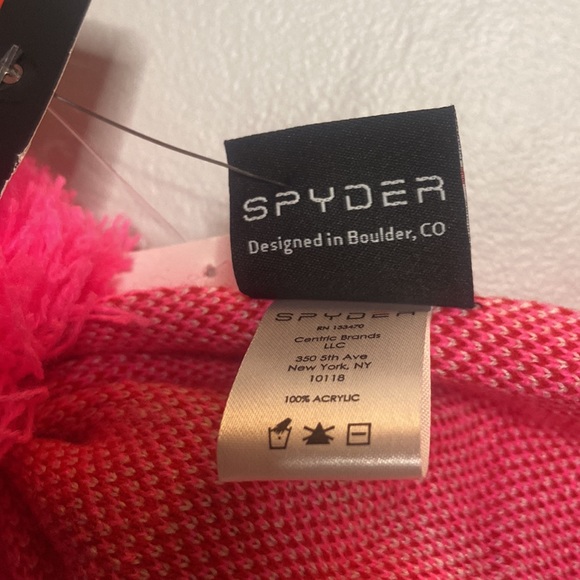 SPYDER
Designed in Boulder, CO
SPYDER
RN 133470
Centric Brands
LLC
350 5th Ave
New York, NY
10118
100% ACRYLIC